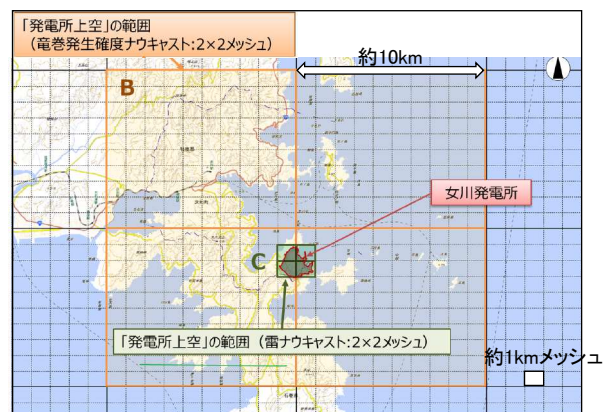 「発電所上空」の範囲
（竜巻発生確度ナウキャスト:2×2メッシュ）
約10km
B
女川発電所
C
「発電所上空」の範囲（雷ナウキャスト:2×2メッシュ）
約1kmメッシュ